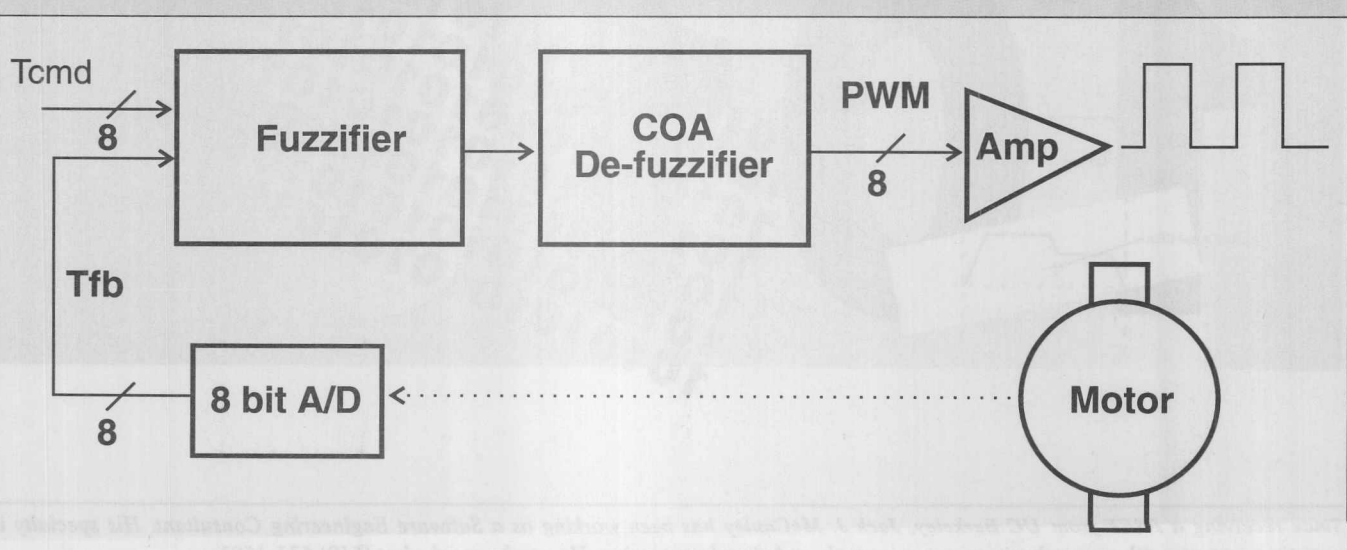 Tcmd
8
Fuzzifier
COA
De-fuzzifier
PWM
8
Amp
Tfb
8 bit A/D
8
Motor